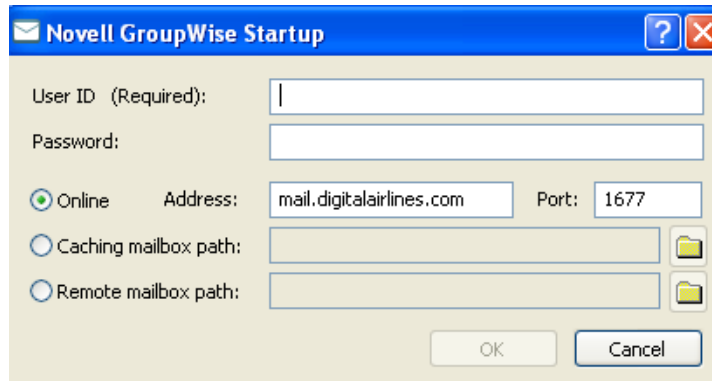 Novell GroupWise Startup
User ID (Required):
Password:
Online Address: mail.digitalairlines.com Port: 1677
Caching mailbox path:
Remote mailbox path:
OK Cancel